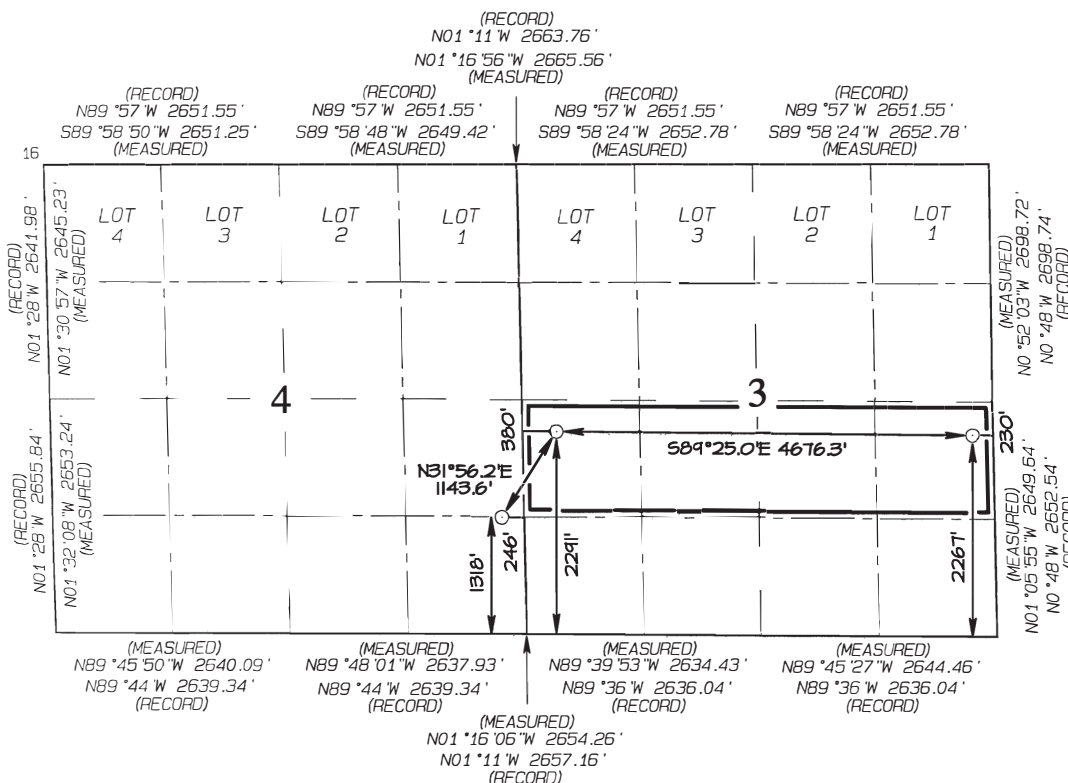 (RECORD)
N01°11'W 2663.76'
N01°16'56"W 2665.56'
(MEASURED)
(RECORD)
N89°57'W 2651.55'
S89°58'50"W 2651.25'
(MEASURED)
(RECORD)
N89°57'W 2651.55'
S89°58'48"W 2649.42'
(MEASURED)
(RECORD)
N89°57'W 2651.55'
S89°58'24"W 2652.78'
(MEASURED)
(RECORD)
N89°57'W 2651.55'
S89°58'24"W 2652.78'
(MEASURED)
16
(RECORD)
N01°28'W 2641.98'
N01°30'57"W 2645.23'
(MEASURED)
LOT
4
LOT
3
LOT
2
LOT
1
LOT
4
LOT
3
LOT
2
LOT
1
(MEASURED)
N0°52'03"W 2698.72'
N0°48'W 2698.74'
(RECORD)
4
3
(RECORD)
N01°28'W 2655.84'
N01°32'08"W 2653.24'
(MEASURED)
380'
S89°25.0'E 4676.3'
230'
N31°56.2'E
1143.6'
1318'
246'
2291'
2267'
(MEASURED)
N01°05'55"W 2649.64'
N0°48'W 2652.54'
(RECORD)
(MEASURED)
N89°45'50"W 2640.09'
N89°44'W 2639.34'
(RECORD)
(MEASURED)
N89°48'01"W 2637.93'
N89°44'W 2639.34'
(RECORD)
(MEASURED)
N89°39'53"W 2634.43'
N89°36'W 2636.04'
(RECORD)
(MEASURED)
N89°45'27"W 2644.46'
N89°36'W 2636.04'
(RECORD)
(MEASURED)
N01°16'06"W 2654.26'
N01°11'W 2657.16'
(RECORD)